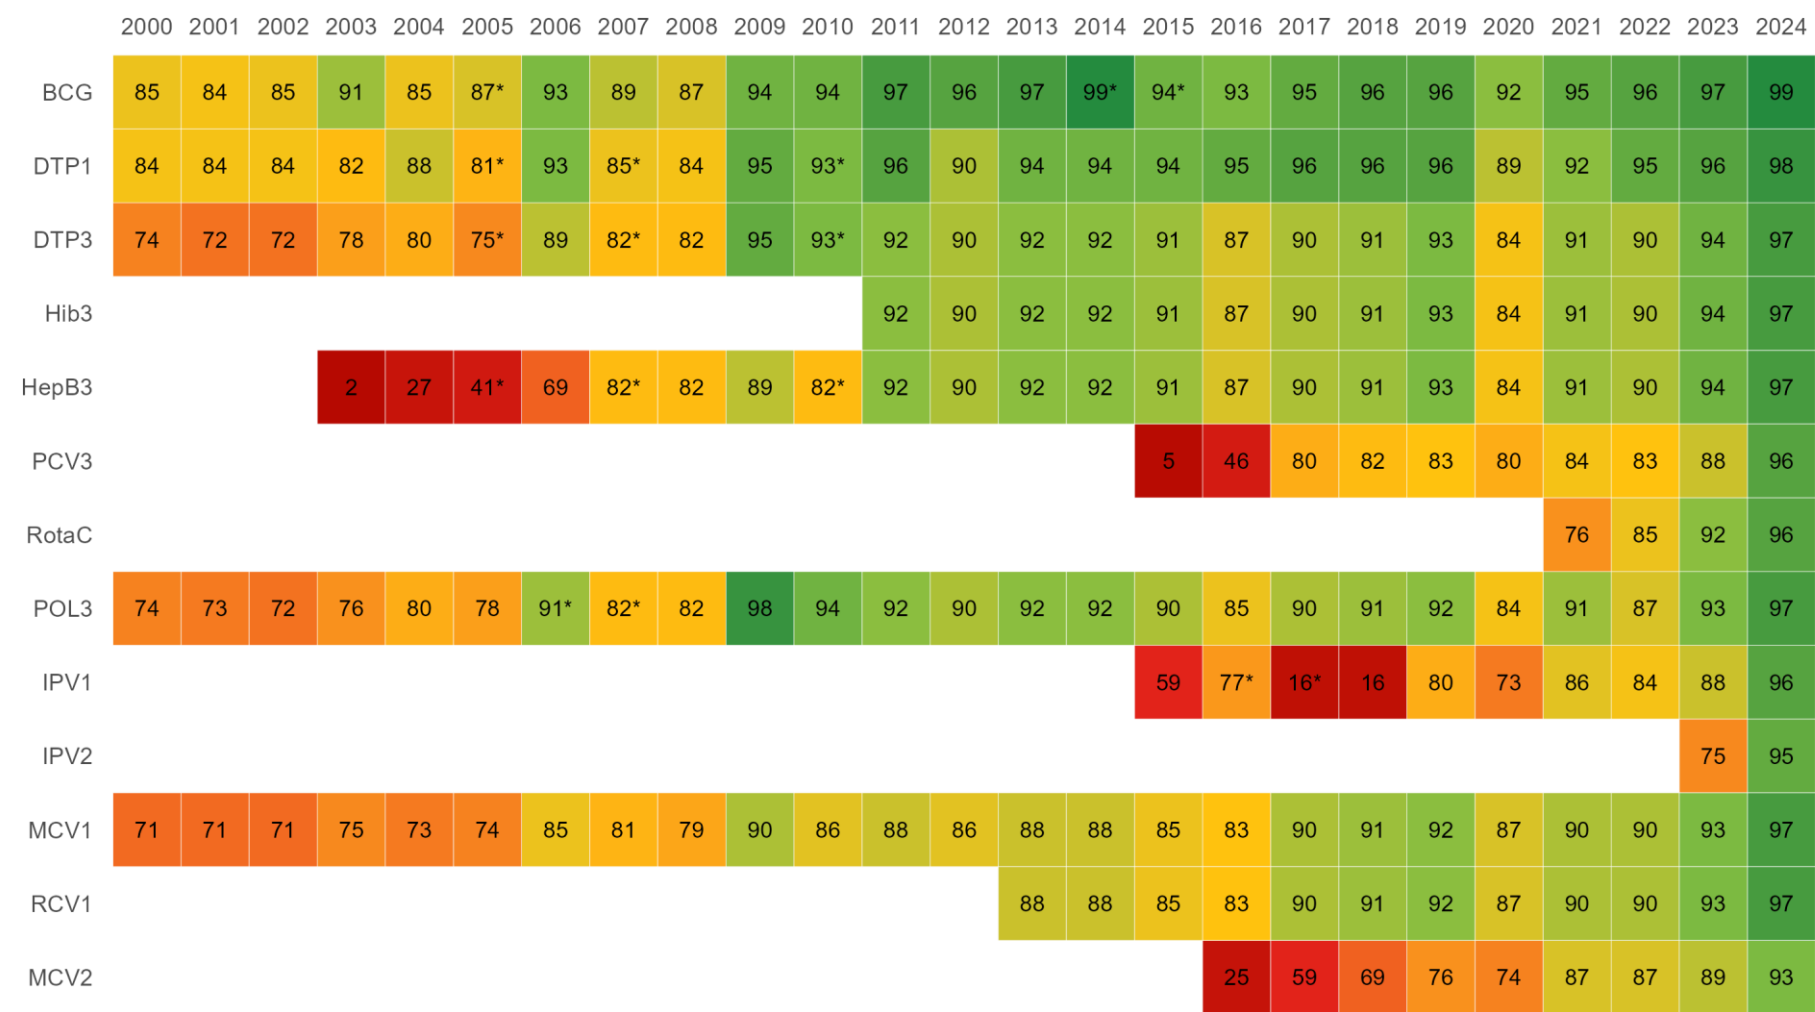 2000 2001 2002 2003 2004 2005 2006 2007 2008 2009 2010 2011 2012 2013 2014 2015 2016 2017 2018 2019 2020 2021 2022 2023 2024
BCG 85 84 85 91 85 87* 93 89 87 94 94 97 96 97 99* 94* 93 95 96 96 92 95 96 97 99
DTP1 84 84 84 82 88 81* 93 85* 84 95 93* 96 90 94 94 94 95 96 96 96 89 92 95 96 98
DTP3 74 72 72 78 80 75* 89 82* 82 95 93* 92 90 92 92 91 87 90 91 93 84 91 90 94 97
Hib3 92 90 92 92 91 87 90 91 93 84 91 90 94 97
HepB3 2 27 41* 69 82* 82 89 82* 92 90 92 92 91 87 90 91 93 84 91 90 94 97
PCV3 5 46 80 82 83 80 84 83 88 96
RotaC 76 85 92 96
POL3 74 73 72 76 80 78 91* 82* 82 98 94 92 90 92 92 90 85 90 91 92 84 91 87 93 97
IPV1 59 77* 16* 16 80 73 86 84 88 96
IPV2 75 95
MCV1 71 71 71 75 73 74 85 81 79 90 86 88 86 88 88 85 83 90 91 92 87 90 90 93 97
RCV1 88 88 85 83 90 91 92 87 90 90 93 97
MCV2 25 59 69 76 74 87 87 89 93